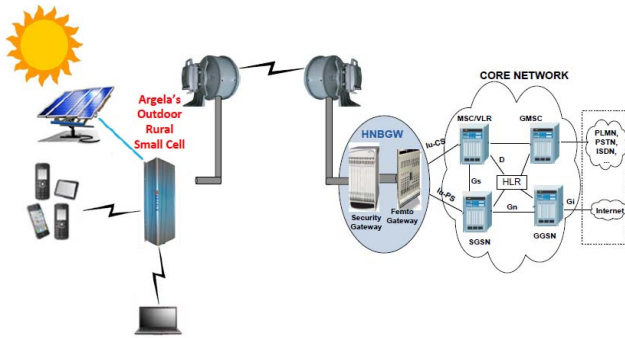 Argela's
Outdoor
Rural
Small Cell
HNBGW
Security
Gateway
Femto
Gateway
Iu-CS
Iu-PS
CORE NETWORK
MSC/VLR
GMSC
D
Gs
HLR
Gn
Gi
SGSN
GGSN
PLMN,
PSTN,
ISDN,
...
Internet